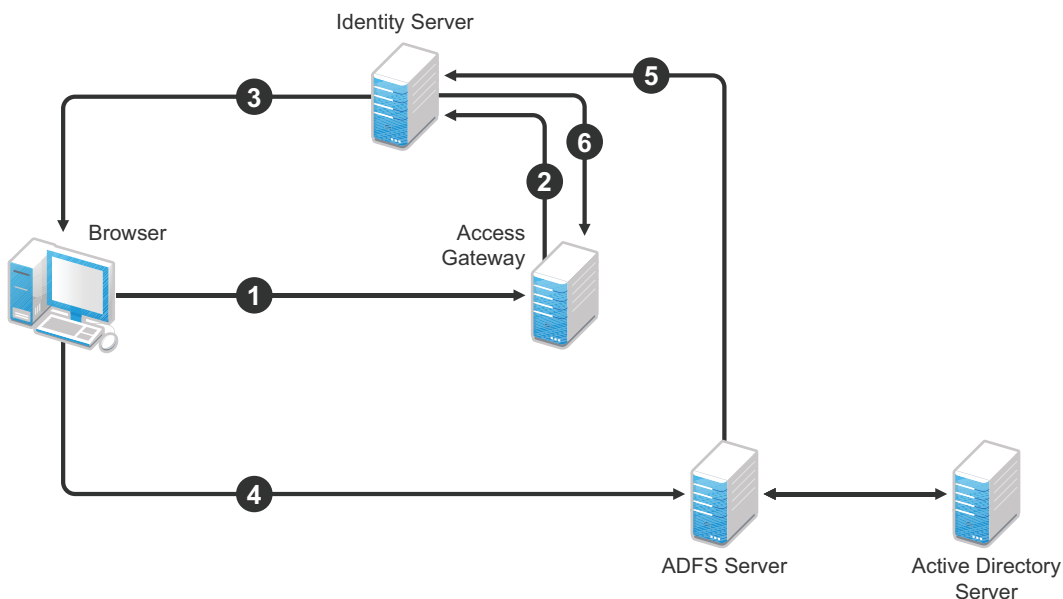 Identity Server
5
3
6
2
Browser
Access
Gateway
1
4
ADFS Server
Active Directory
Server